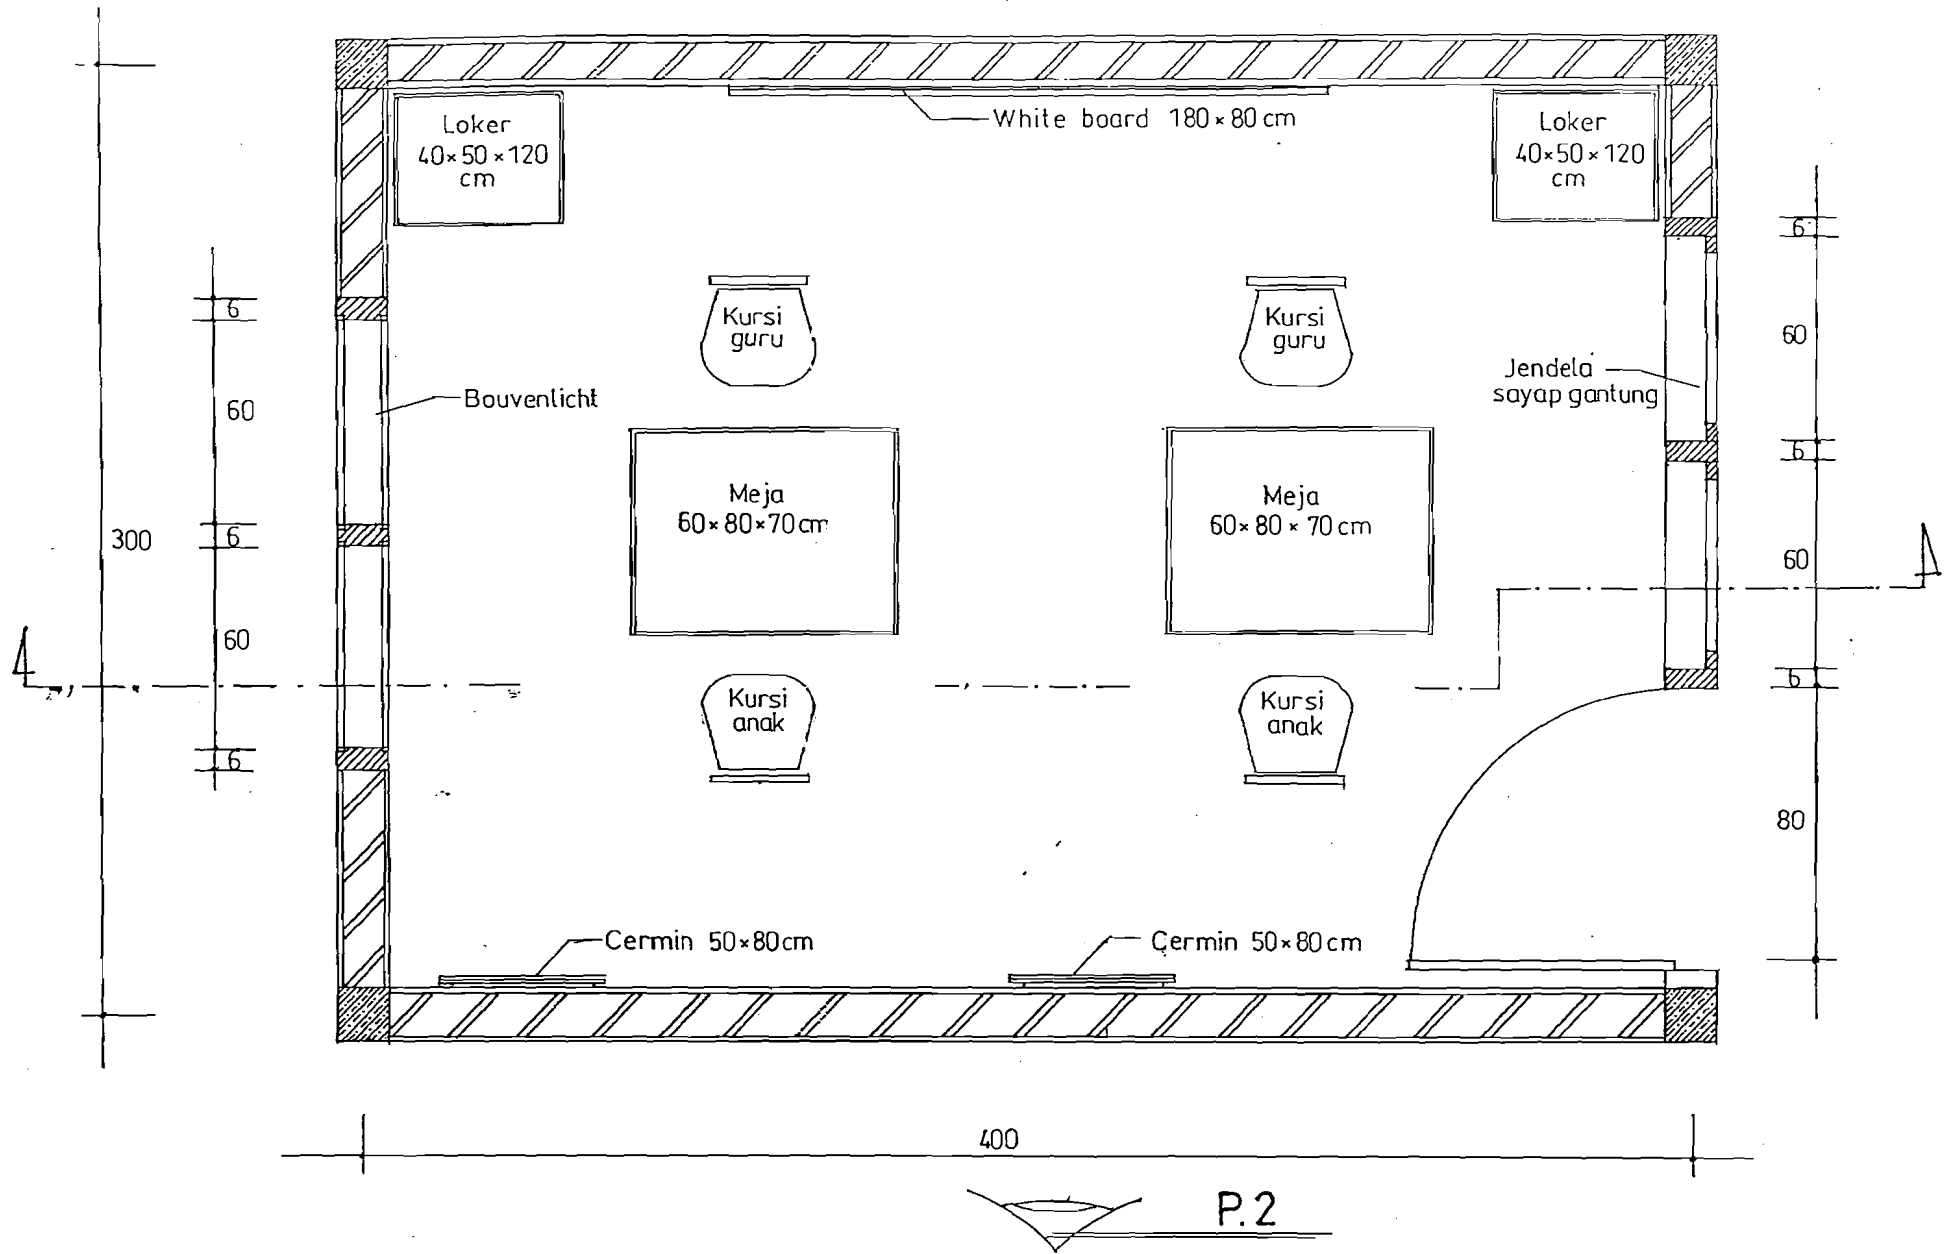 White board 180×80 cm
Loker
40×50×120
cm
Loker
40×50×120
cm
6
6
60
Kursi
guru
Kursi
guru
60
Jendela
sayap gantung
Bouvenlicht
60
6
Meja
60×80×70 cm
Meja
60×80×70 cm
300
6
60
60
6
Kursi
anak
Kursi
anak
6
80
Cermin 50×80 cm
Cermin 50×80 cm
400
P.2